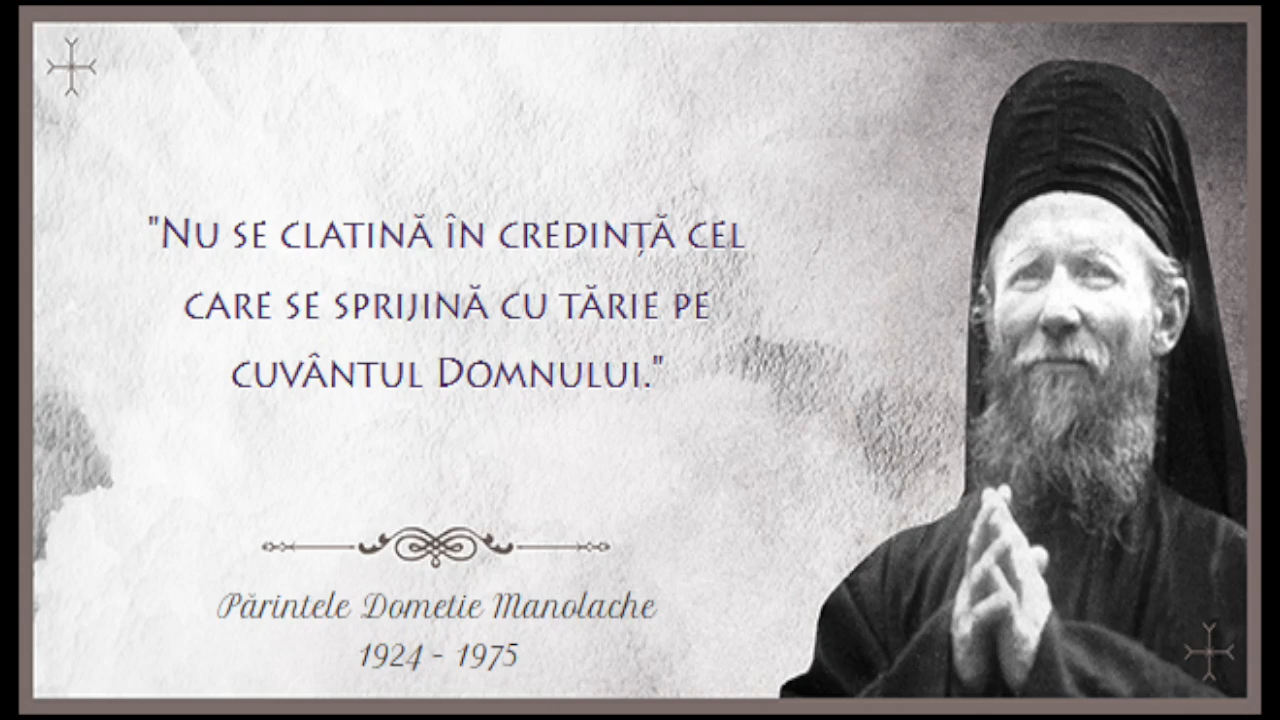 "Nu se clatină în credință cel
care se sprijină cu tărie pe
cuvântul Domnului."
Părintele Dometie Manolache
1924 - 1975